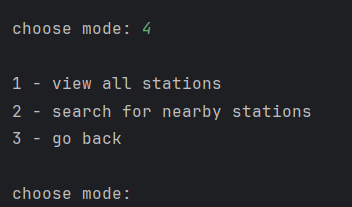 choose mode: 4
1 - view all stations
2 - search for nearby stations
3 - go back
choose mode: